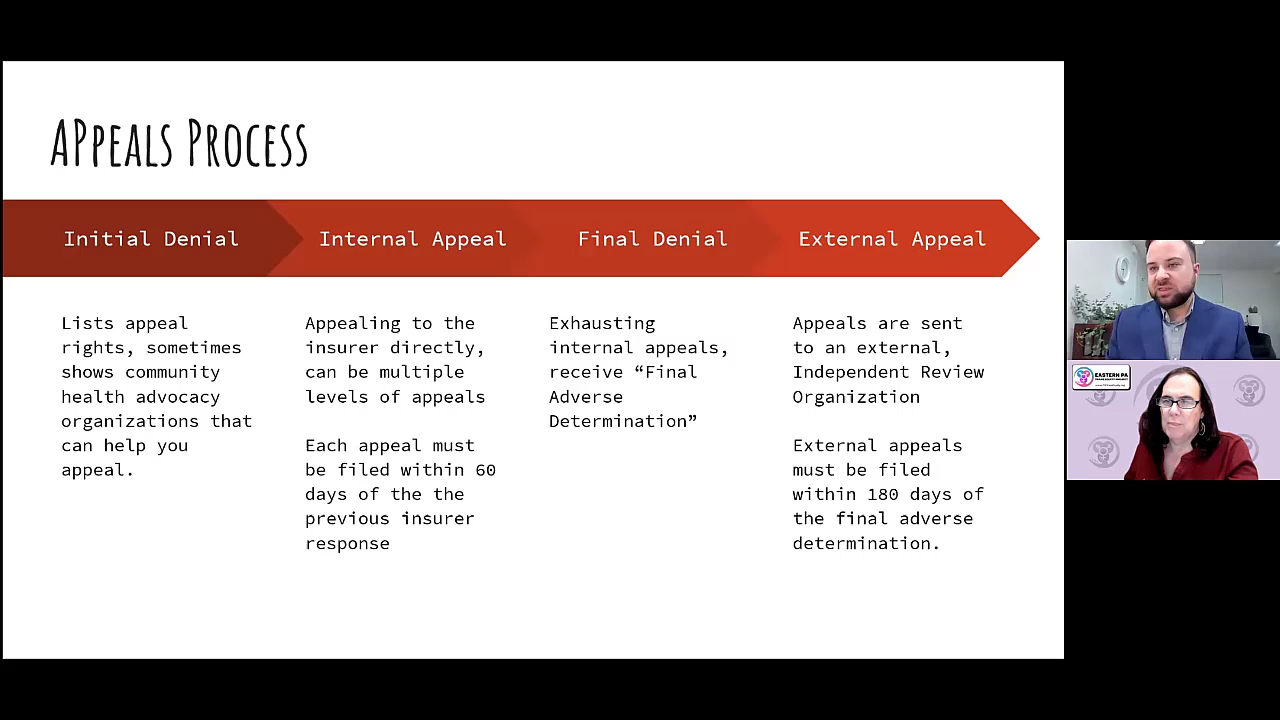 APpeals Process
Initial Denial
Internal Appeal
Final Denial
External Appeal
Lists appeal
rights, sometimes
shows community
health advocacy
organizations that
can help you
appeal.
Appealing to the
insurer directly,
can be multiple
levels of appeals
Each appeal must
be filed within 60
days of the the
previous insurer
response
Exhausting
internal appeals,
receive “Final
Adverse
Determination”
Appeals are sent
to an external,
Independent Review
Organization
External appeals
must be filed
within 180 days of
the final adverse
determination.
EASTERN PA
TRANS EQUITY PROJECT